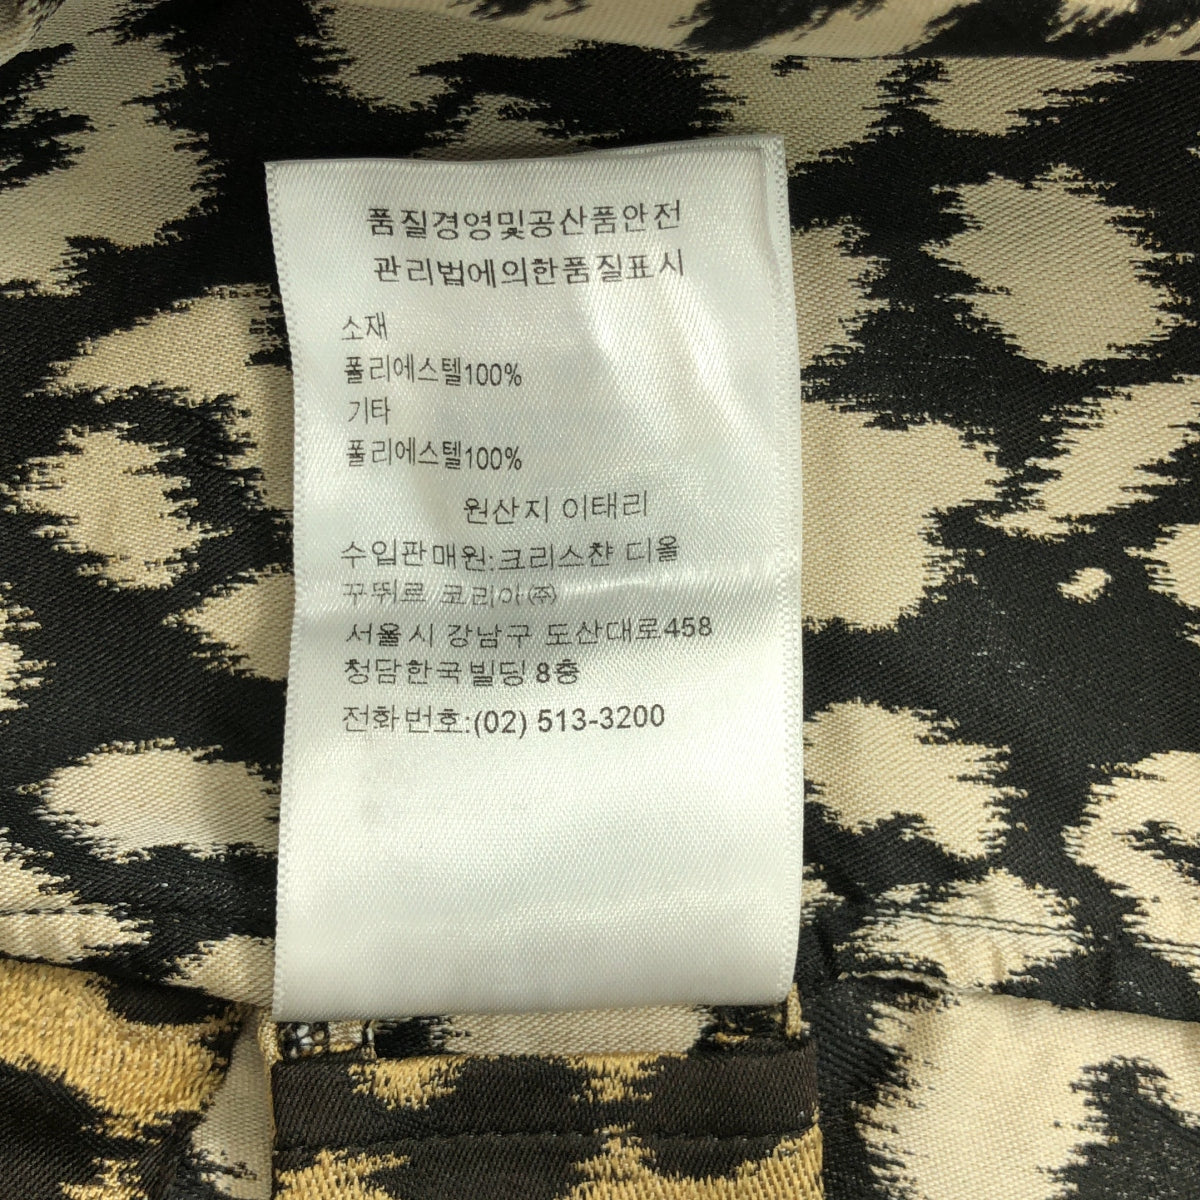 품질경영및공산품안전
관리법에의한품질표시
소재
폴리에스텔100%
기타
폴리에스텔100%
원산지 이태리
수입판매원:크리스챤 디올
꾸뛰르 코리아㈜
서울시 강남구 도산대로458
청담한국빌딩 8층
전화번호:(02) 513-3200